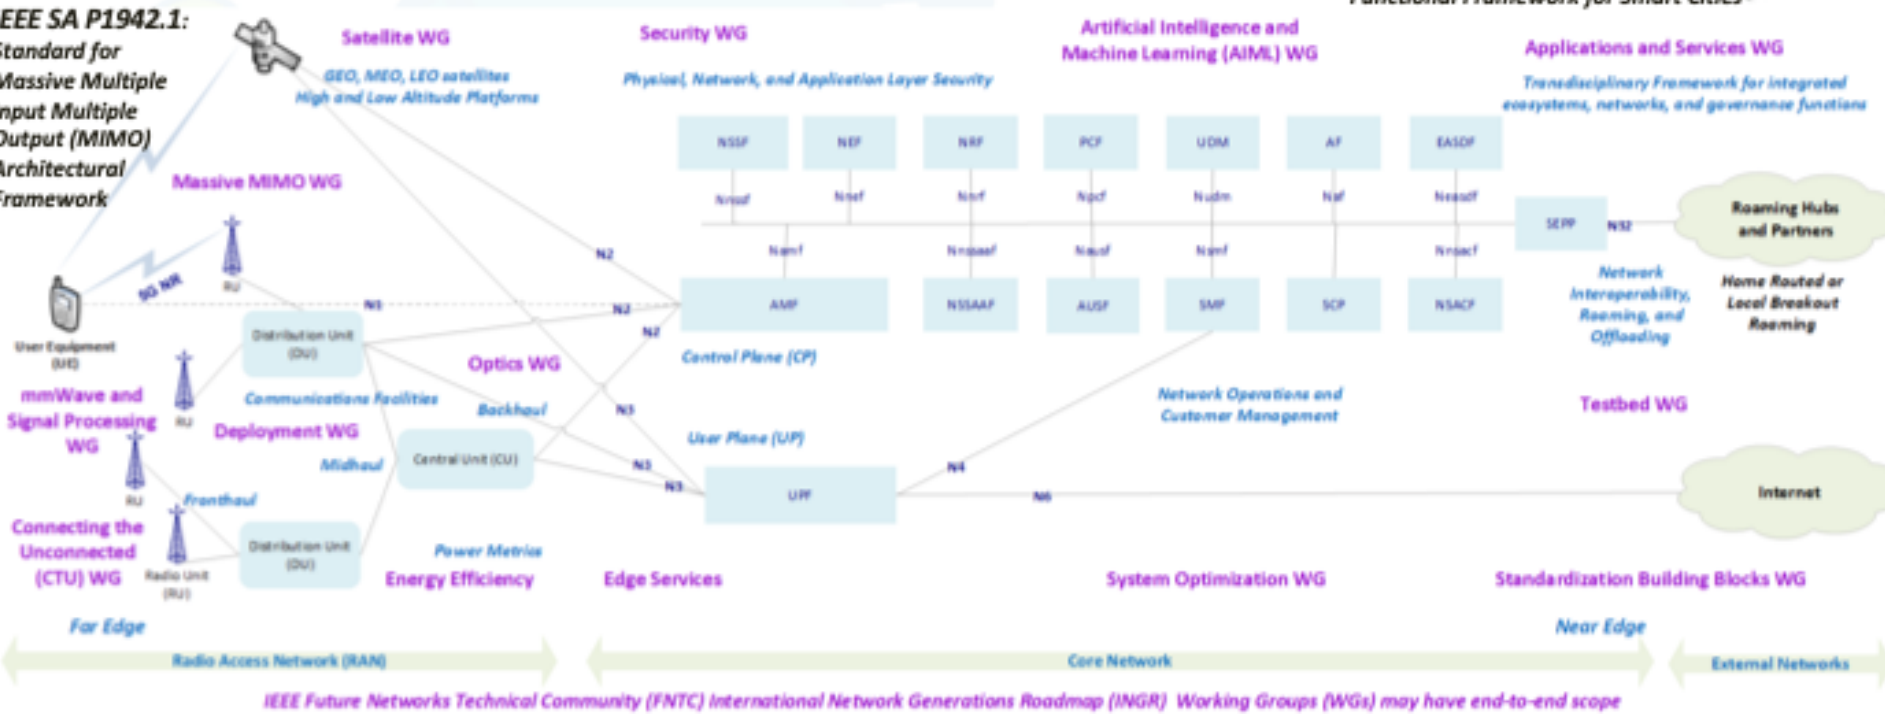 Functional Framework for Smart Cities
IEEE SA P1942.1:
Standard for
Massive Multiple
Input Multiple
Output (MIMO)
Architectural
Framework
Satellite WG
GEO, MEO, LEO satellites
High and Low Altitude Platforms
Security WG
Physical, Network, and Application Layer Security
Artificial Intelligence and
Machine Learning (AIML) WG
Applications and Services WG
Transdisciplinary Framework for integrated
ecosystems, networks, and governance functions
Massive MIMO WG
NSSF NEF NRF PCF UDM AF EASDF
Nnssf Nnef Nnrf Npcf Nudm Naf Neasdf
SEPP N32
Roaming Hubs
and Partners
Namf Nnssaaf Nausf Nsmf Nnsacf
AMF NSSAAF AUSF SMF SCP NSACF
Network
Interoperability,
Roaming, and
Offloading
Home Routed or
Local Breakout
Roaming
5G NR
RU
N1
N2
N2
N2
User Equipment
(UE)
Distribution Unit
(DU)
Optics WG
Control Plane (CP)
mmWave and
Signal Processing
WG
RU
Communications Facilities
Backhaul
N3
Network Operations and
Customer Management
Testbed WG
Deployment WG
User Plane (UP)
Midhaul
Central Unit (CU)
N3
N3
N4
N6
UPF
Internet
RU
Fronthaul
Connecting the
Unconnected
(CTU) WG
Radio Unit
(RU)
Distribution Unit
(DU)
Power Metrics
Energy Efficiency
Edge Services
System Optimization WG
Standardization Building Blocks WG
Far Edge
Near Edge
Radio Access Network (RAN)
Core Network
External Networks
IEEE Future Networks Technical Community (FNTC) International Network Generations Roadmap (INGR) Working Groups (WGs) may have end-to-end scope